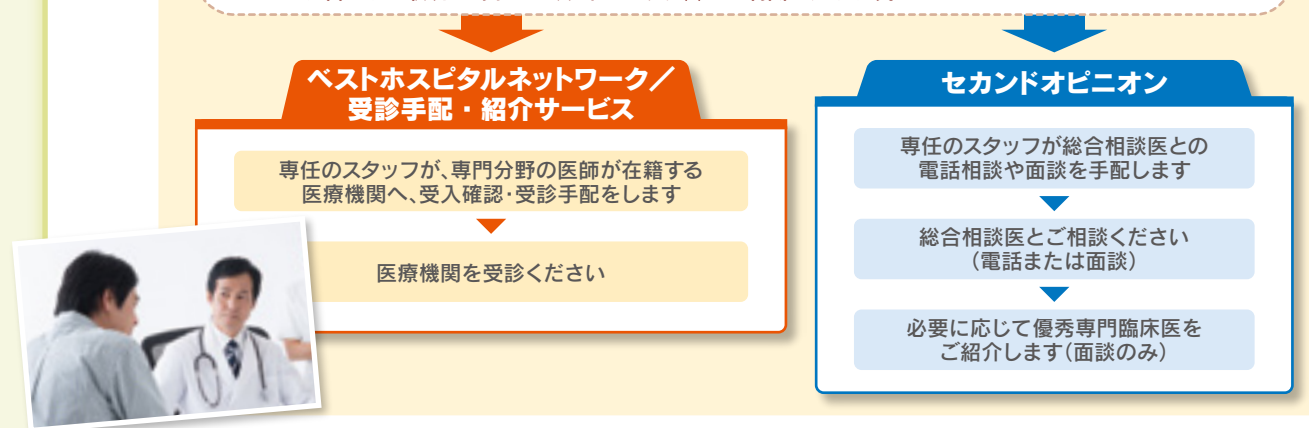 ベストホスピタルネットワーク／
受診手配・紹介サービス
専任のスタッフが、専門分野の医師が在籍する
医療機関へ、受入確認・受診手配をします
医療機関を受診ください
セカンドオピニオン
専任のスタッフが総合相談医との
電話相談や面談を手配します
総合相談医とご相談ください
（電話または面談）
必要に応じて優秀専門臨床医を
ご紹介します（面談のみ）